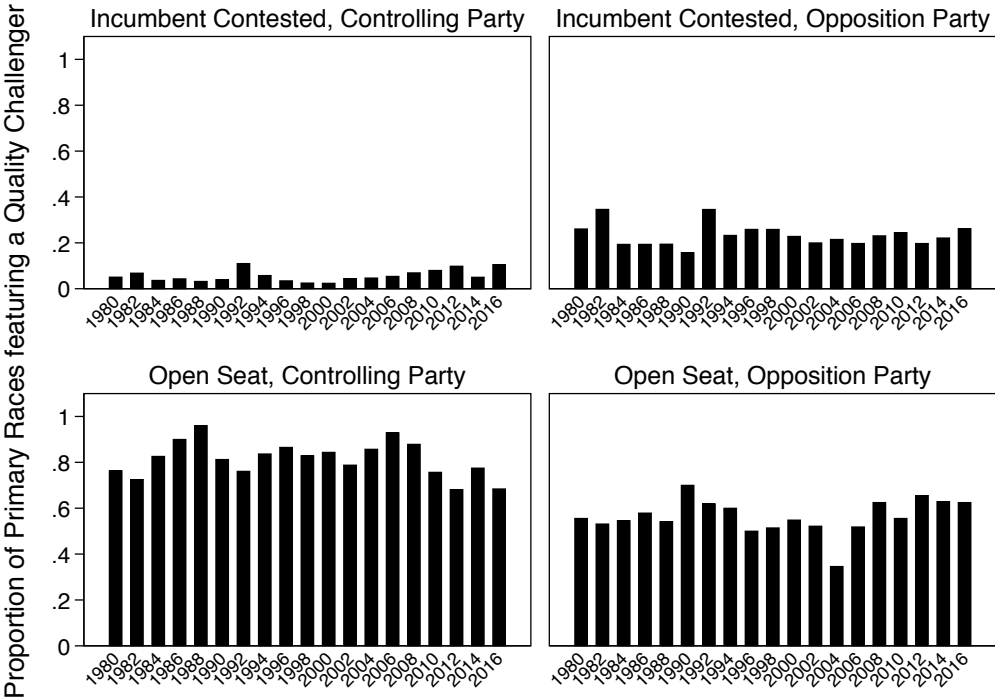 Proportion of Primary Races featuring a Quality Challenger
Incumbent Contested, Controlling Party
1
.8
.6
.4
.2
0
1980 1982 1984 1986 1988 1990 1992 1994 1996 1998 2000 2002 2004 2006 2008 2010 2012 2014 2016
Incumbent Contested, Opposition Party
1980 1982 1984 1986 1988 1990 1992 1994 1996 1998 2000 2002 2004 2006 2008 2010 2012 2014 2016
Open Seat, Controlling Party
1
.8
.6
.4
.2
0
1980 1982 1984 1986 1988 1990 1992 1994 1996 1998 2000 2002 2004 2006 2008 2010 2012 2014 2016
Open Seat, Opposition Party
1980 1982 1984 1986 1988 1990 1992 1994 1996 1998 2000 2002 2004 2006 2008 2010 2012 2014 2016